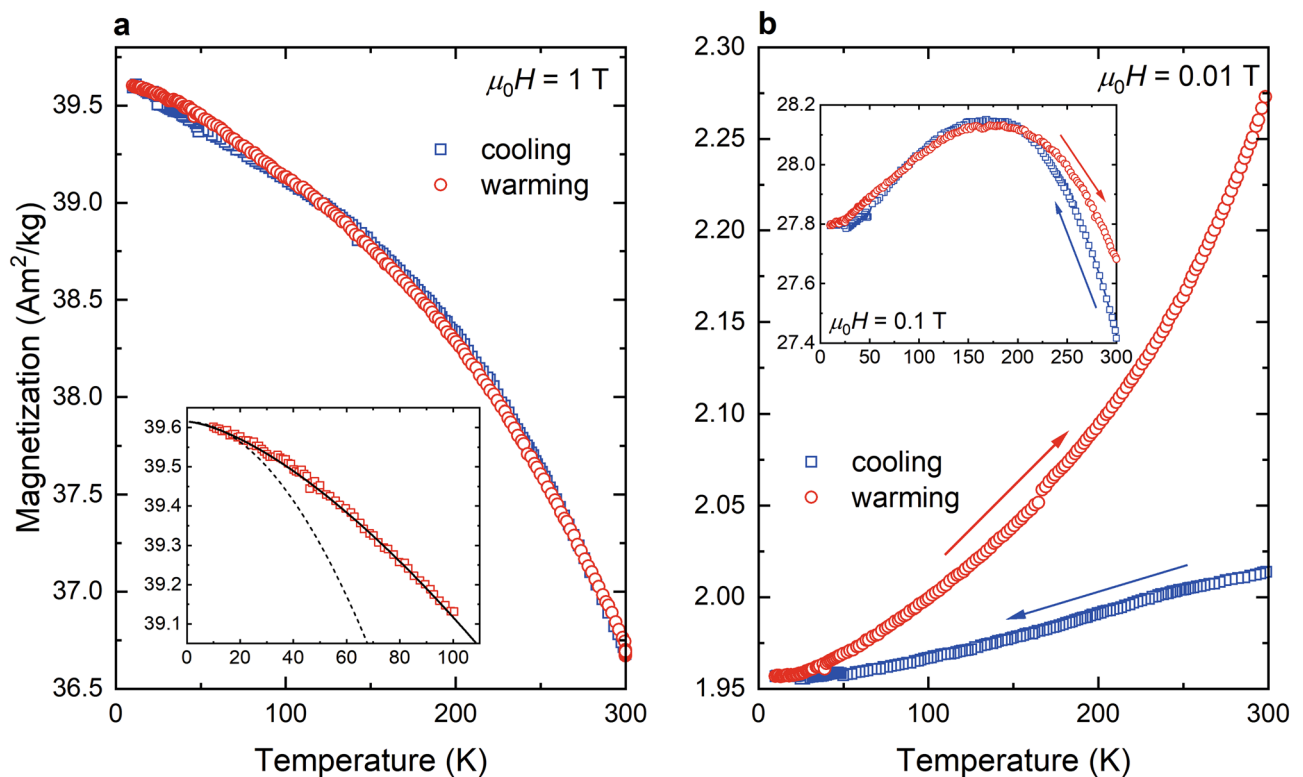 a
μ₀H = 1 T
cooling
warming
Magnetization (Am²/kg)
39.5
39.0
38.5
38.0
37.5
37.0
36.5
0 100 200 300
Temperature (K)
39.6
39.5
39.4
39.3
39.2
39.1
0 20 40 60 80 100
b
μ₀H = 0.01 T
2.30
2.25
2.20
2.15
2.10
2.05
2.00
1.95
0 100 200 300
Temperature (K)
28.2
28.0
27.8
27.6
27.4
μ₀H = 0.1 T
0 50 100 150 200 250 300
cooling
warming